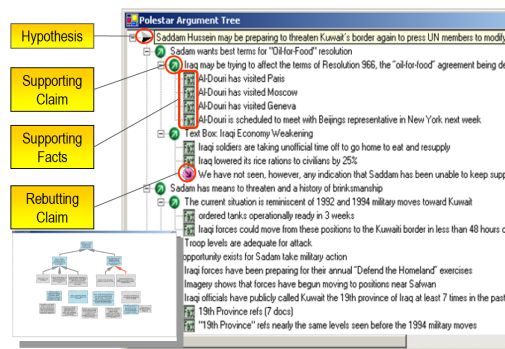 Polestar Argument Tree
Hypothesis
Saddam Hussein may be preparing to threaten Kuwait's border again to press UN members to modify
Sadam wants best terms for "Oil-for-Food" resolution
Supporting
Claim
Iraq may be trying to affect the terms of Resolution 966, the "oil-for-food" agreement being de
Al-Douri has visited Paris
Al-Douri has visited Moscow
Al-Douri has visited Geneva
Al-Douri is scheduled to meet with Beijings representative in New York next week
Supporting
Facts
Text Box: Iraqi Economy Weakening
Iraqi soldiers are taking unofficial time off to go home to eat and resupply
Iraq lowered its rice rations to civilians by 25%
We have not seen, however, any indication that Saddam has been unable to keep supp
Rebutting
Claim
Sadam has means to threaten and a history of brinksmanship
The current situation is reminiscent of 1992 and 1994 military moves toward Kuwait
ordered tanks operationally ready in 3 weeks
Iraqi forces could move from these positions to the Kuwaiti border in less than 48 hours o
Troop levels are adequate for attack
opportunity exists for Sadam take military action
Iraqi forces have been preparing for their annual "Defend the Homeland" exercises
Imagery shows that forces have begun moving to positions near Safwan
Iraqi officials have publicly called Kuwait the 19th province of Iraq at least 7 times in the past
19th Province refs (7 docs)
"19th Province" refs nearly the same levels seen before the 1994 military moves